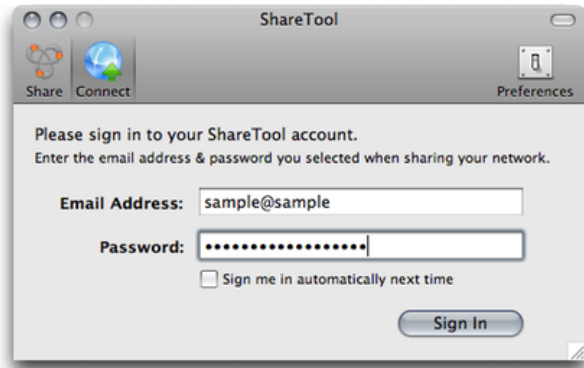 ShareTool
Share Connect Preferences
Please sign in to your ShareTool account.
Enter the email address & password you selected when sharing your network.
Email Address: sample@sample
Password: ••••••••••••••••••
Sign me in automatically next time
Sign In